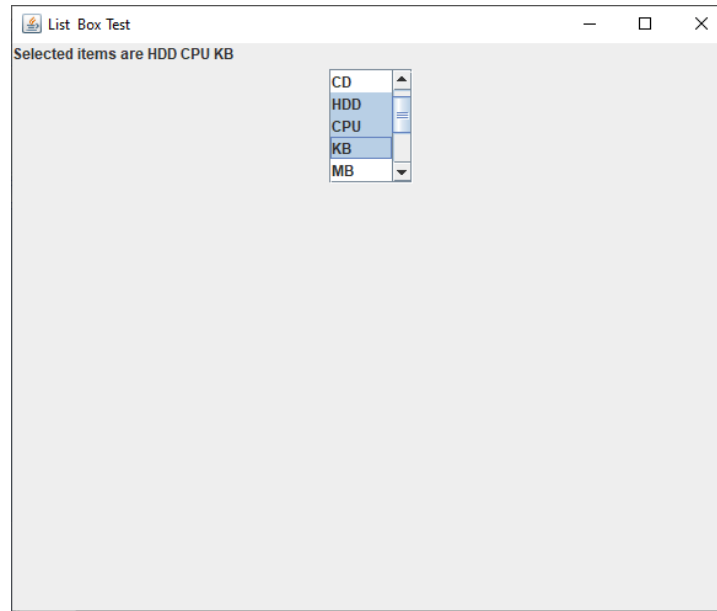 List Box Test
Selected items are HDD CPU KB
CD
HDD
CPU
KB
MB